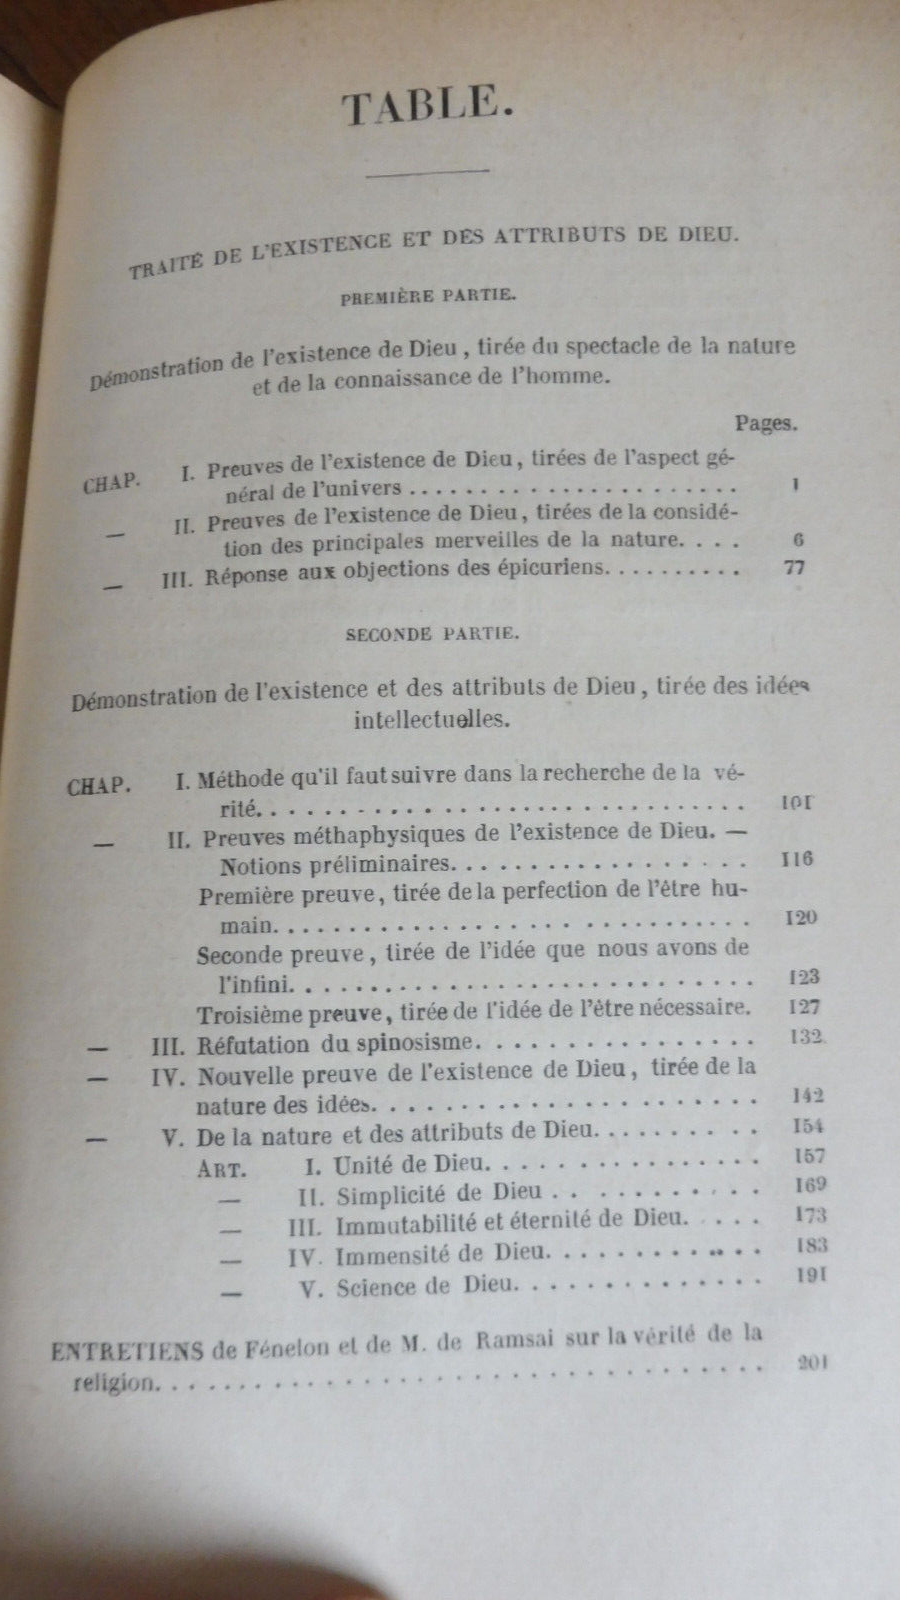 TABLE.
TRAITÉ DE L'EXISTENCE ET DES ATTRIBUTS DE DIEU.
PREMIÈRE PARTIE.
Démonstration de l'existence de Dieu, tirée du spectacle de la nature
et de la connaissance de l'homme.
Pages.
CHAP. I. Preuves de l'existence de Dieu, tirées de l'aspect gé-
néral de l'univers ...................... 1
— II. Preuves de l'existence de Dieu, tirées de la considé-
tion des principales merveilles de la nature. . . . 6
— III. Réponse aux objections des épicuriens. . . . . . . . . . 77
SECONDE PARTIE.
Démonstration de l'existence et des attributs de Dieu, tirée des idées
intellectuelles.
CHAP. I. Méthode qu'il faut suivre dans la recherche de la vé-
rité. . . . . . . . . . . . . . . . . . . . . . . . . . . . . . 101
— II. Preuves méthaphysiques de l'existence de Dieu. —
Notions préliminaires. . . . . . . . . . . . . . . . . 116
Première preuve, tirée de la perfection de l'être hu-
main. . . . . . . . . . . . . . . . . . . . . . . . . . . . 120
Seconde preuve, tirée de l'idée que nous avons de
l'infini. . . . . . . . . . . . . . . . . . . . . . . . . . . 123
Troisième preuve, tirée de l'idée de l'être nécessaire. 127
— III. Réfutation du spinosisme. . . . . . . . . . . . . . . . 132
— IV. Nouvelle preuve de l'existence de Dieu, tirée de la
nature des idées. . . . . . . . . . . . . . . . . . . . . . 142
— V. De la nature et des attributs de Dieu. . . . . . . . . . 154
ART. I. Unité de Dieu. . . . . . . . . . . . . . . . 157
— II. Simplicité de Dieu . . . . . . . . . . . 169
— III. Immutabilité et éternité de Dieu. . . . . 173
— IV. Immensité de Dieu. . . . . . . . . . . . . 183
— V. Science de Dieu. . . . . . . . . . . . . . 191
ENTRETIENS de Fénelon et de M. de Ramsai sur la vérité de la
religion. . . . . . . . . . . . . . . . . . . . . . . . . . . . . . . . . . 201